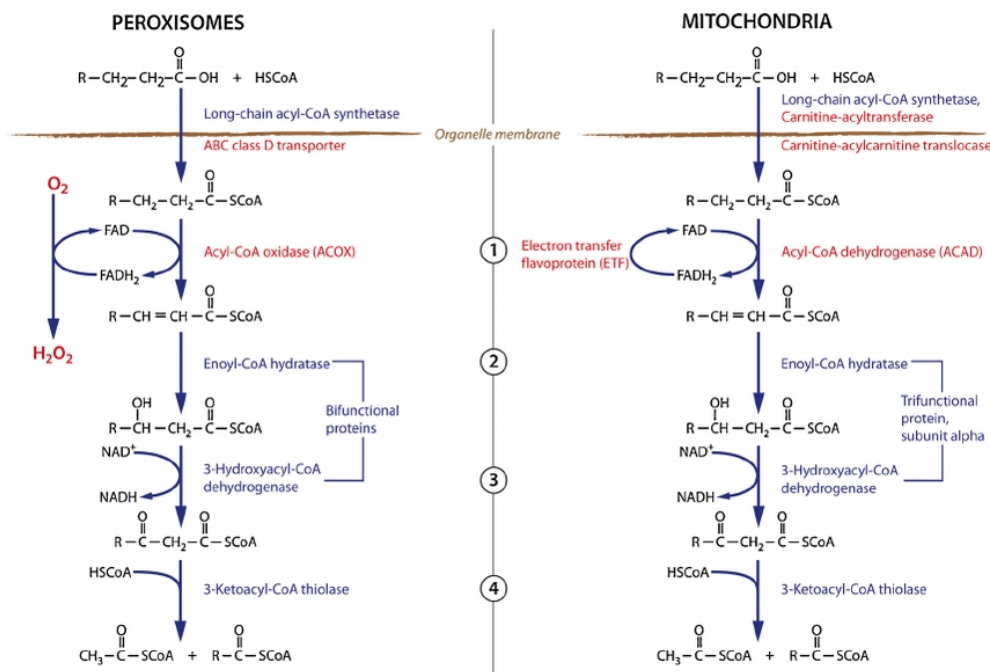 PEROXISOMES
O
R–CH₂–CH₂–C–OH + HSCoA
Long-chain acyl-CoA synthetase
ABC class D transporter
O₂
O
R–CH₂–CH₂–C–SCoA
FAD
Acyl-CoA oxidase (ACOX)
FADH₂
O
R–CH=CH–C–SCoA
H₂O₂
Enoyl-CoA hydratase
Bifunctional
proteins
OH
O
R–CH–CH₂–C–SCoA
NAD⁺
3-Hydroxyacyl-CoA
dehydrogenase
NADH
O
O
R–C–CH₂–C–SCoA
HSCoA
3-Ketoacyl-CoA thiolase
O
O
CH₃–C–SCoA + R–C–SCoA
Organelle membrane
1
2
3
4
MITOCHONDRIA
O
R–CH₂–CH₂–C–OH + HSCoA
Long-chain acyl-CoA synthetase,
Carnitine-acyltransferase
Carnitine-acylcarnitine translocase
O
R–CH₂–CH₂–C–SCoA
Electron transfer
flavoprotein (ETF)
FAD
Acyl-CoA dehydrogenase (ACAD)
FADH₂
O
R–CH=CH–C–SCoA
Enoyl-CoA hydratase
Trifunctional
protein,
subunit alpha
OH
O
R–CH–CH₂–C–SCoA
NAD⁺
3-Hydroxyacyl-CoA
dehydrogenase
NADH
O
O
R–C–CH₂–C–SCoA
HSCoA
3-Ketoacyl-CoA thiolase
O
O
CH₃–C–SCoA + R–C–SCoA